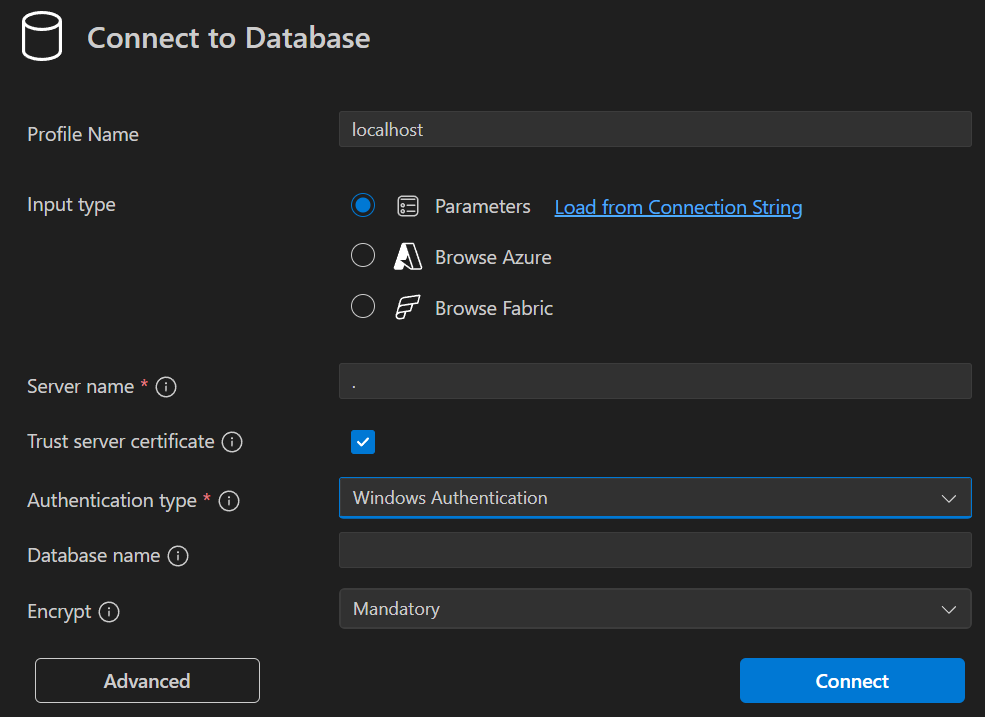 Connect to Database
Profile Name
localhost
Input type
Parameters Load from Connection String
Browse Azure
Browse Fabric
Server name *
.
Trust server certificate
Authentication type *
Windows Authentication
Database name
Encrypt
Mandatory
Advanced
Connect